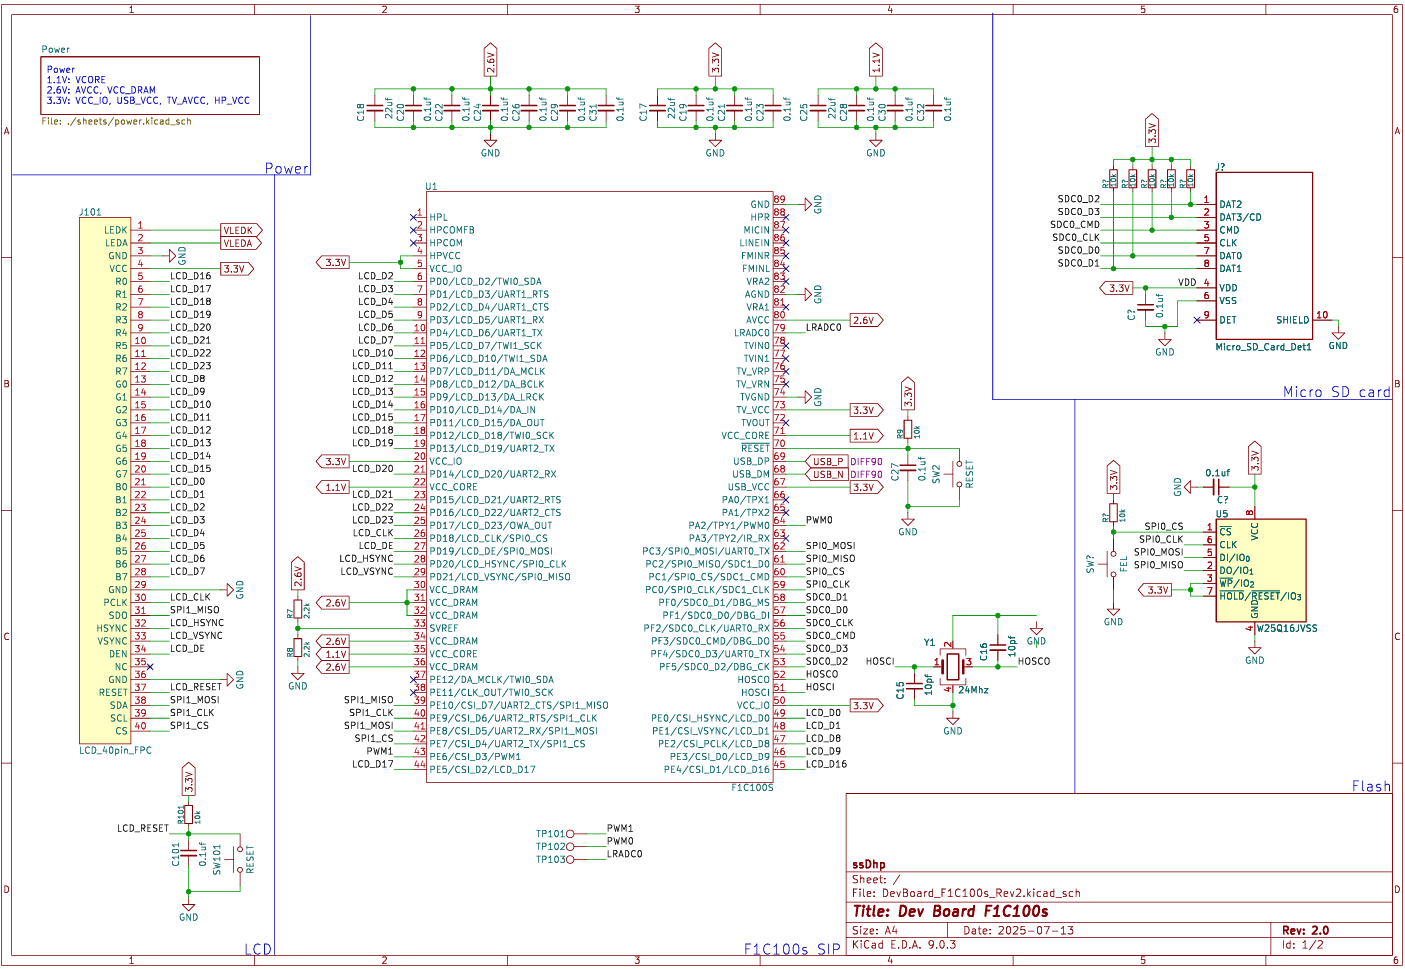 1 2 3 4 5 6
Power
Power
1.1V: VCORE
2.6V: AVCC, VCC_DRAM
3.3V: VCC_IO, USB_VCC, TV_AVCC, HP_VCC
File: ./sheets/power.kicad_sch
Power
2.6V
C18 22uf C20 0.1uf C22 0.1uf C24 0.1uf C26 0.1uf C29 0.1uf C31 0.1uf
GND
3.3V
C17 22uf C19 0.1uf C21 0.1uf C23 0.1uf
GND
1.1V
C25 22uf C28 0.1uf C30 0.1uf C32 0.1uf
GND
A
B
C
D
J101
LEDK 1 VLEDK
LEDA 2 VLEDA
GND 3 GND
VCC 4 3.3V
R0 5 LCD_D16
R1 6 LCD_D17
R2 7 LCD_D18
R3 8 LCD_D19
R4 9 LCD_D20
R5 10 LCD_D21
R6 11 LCD_D22
R7 12 LCD_D23
G0 13 LCD_D8
G1 14 LCD_D9
G2 15 LCD_D10
G3 16 LCD_D11
G4 17 LCD_D12
G5 18 LCD_D13
G6 19 LCD_D14
G7 20 LCD_D15
B0 21 LCD_D0
B1 22 LCD_D1
B2 23 LCD_D2
B3 24 LCD_D3
B4 25 LCD_D4
B5 26 LCD_D5
B6 27 LCD_D6
B7 28 LCD_D7
GND 29 GND
PCLK 30 LCD_CLK
SDO 31 SPI1_MISO
HSYNC 32 LCD_HSYNC
VSYNC 33 LCD_VSYNC
DEN 34 LCD_DE
NC 35
GND 36 GND
RESET 37 LCD_RESET
SDA 38 SPI1_MOSI
SCL 39 SPI1_CLK
CS 40 SPI1_CS
LCD_40pin_FPC
3.3V
R101 10k
LCD_RESET
C101 0.1uf
SW101 RESET
GND
LCD
U1
1 HPL
2 HPCOMFB
3 HPCOM
4 HPVCC
3.3V 5 VCC_IO
LCD_D2 6 PD0/LCD_D2/TWI0_SDA
LCD_D3 7 PD1/LCD_D3/UART1_RTS
LCD_D4 8 PD2/LCD_D4/UART1_CTS
LCD_D5 9 PD3/LCD_D5/UART1_RX
LCD_D6 10 PD4/LCD_D6/UART1_TX
LCD_D7 11 PD5/LCD_D7/TWI1_SCK
LCD_D10 12 PD6/LCD_D10/TWI1_SDA
LCD_D11 13 PD7/LCD_D11/DA_MCLK
LCD_D12 14 PD8/LCD_D12/DA_BCLK
LCD_D13 15 PD9/LCD_D13/DA_LRCK
LCD_D14 16 PD10/LCD_D14/DA_IN
LCD_D15 17 PD11/LCD_D15/DA_OUT
LCD_D18 18 PD12/LCD_D18/TWI0_SCK
LCD_D19 19 PD13/LCD_D19/UART2_TX
3.3V 20 VCC_IO
LCD_D20 21 PD14/LCD_D20/UART2_RX
1.1V 22 VCC_CORE
LCD_D21 23 PD15/LCD_D21/UART2_RTS
LCD_D22 24 PD16/LCD_D22/UART2_CTS
LCD_D23 25 PD17/LCD_D23/OWA_OUT
LCD_CLK 26 PD18/LCD_CLK/SPI0_CS
LCD_DE 27 PD19/LCD_DE/SPI0_MOSI
LCD_HSYNC 28 PD20/LCD_HSYNC/SPI0_CLK
LCD_VSYNC 29 PD21/LCD_VSYNC/SPI0_MISO
30 VCC_DRAM
2.6V 31 VCC_DRAM
32 VCC_DRAM
33 SVREF
2.6V 34 VCC_DRAM
1.1V 35 VCC_CORE
2.6V 36 VCC_DRAM
37 PE12/DA_MCLK/TWI0_SDA
38 PE11/CLK_OUT/TWI0_SCK
SPI1_MISO 39 PE10/CSI_D7/UART2_CTS/SPI1_MISO
SPI1_CLK 40 PE9/CSI_D6/UART2_RTS/SPI1_CLK
SPI1_MOSI 41 PE8/CSI_D5/UART2_RX/SPI1_MOSI
SPI1_CS 42 PE7/CSI_D4/UART2_TX/SPI1_CS
PWM1 43 PE6/CSI_D3/PWM1
LCD_D17 44 PE5/CSI_D2/LCD_D17
2.6V
R7 2.2k
R8 2.2k
GND
GND 89 GND
HPR 88
MICIN 87
LINEIN 86
FMINR 85
FMINL 84
VRA2 83
AGND 82 GND
VRA1 81
AVCC 80 2.6V
LRADC0 79 LRADC0
TVIN0 78
TVIN1 77
TV_VRP 76
TV_VRN 75
TVGND 74 GND
TV_VCC 73 3.3V
TVOUT 72
VCC_CORE 71 1.1V
RESET 70
USB_DP 69 USB_P DIFF90
USB_DM 68 USB_N DIFF90
USB_VCC 67 3.3V
PA0/TPX1 66
PA1/TPX2 65
PA2/TPY1/PWM0 64 PWM0
PA3/TPY2/IR_RX 63
PC3/SPI0_MOSI/UART0_TX 62 SPI0_MOSI
PC2/SPI0_MISO/SDC1_D0 61 SPI0_MISO
PC1/SPI0_CS/SDC1_CMD 60 SPI0_CS
PC0/SPI0_CLK/SDC1_CLK 59 SPI0_CLK
PF0/SDC0_D1/DBG_MS 58 SDC0_D1
PF1/SDC0_D0/DBG_DI 57 SDC0_D0
PF2/SDC0_CLK/UART0_RX 56 SDC0_CLK
PF3/SDC0_CMD/DBG_DO 55 SDC0_CMD
PF4/SDC0_D3/UART0_TX 54 SDC0_D3
PF5/SDC0_D2/DBG_CK 53 SDC0_D2
HOSCO 52 HOSCO
HOSCI 51 HOSCI
VCC_IO 50 3.3V
PE0/CSI_HSYNC/LCD_D0 49 LCD_D0
PE1/CSI_VSYNC/LCD_D1 48 LCD_D1
PE2/CSI_PCLK/LCD_D8 47 LCD_D8
PE3/CSI_D0/LCD_D9 46 LCD_D9
PE4/CSI_D1/LCD_D16 45 LCD_D16
F1C100S
3.3V
R9 10k
C27 0.1uf
SW2 RESET
GND
Y1
HOSCI 1 2 3 4 HOSCO
24Mhz
C15 10pf
C16 10pf
GND
GND
TP101 PWM1
TP102 PWM0
TP103 LRADC0
F1C100s SIP
3.3V
R? 10k R? 10k R? 10k R? 10k R? 10k
J?
SDC0_D2 1 DAT2
SDC0_D3 2 DAT3/CD
SDC0_CMD 3 CMD
SDC0_CLK 5 CLK
SDC0_D0 7 DAT0
SDC0_D1 8 DAT1
3.3V VDD 4 VDD
6 VSS
9 DET
SHIELD 10
C? 0.1uf
GND
GND
Micro_SD_Card_Det1
Micro SD card
3.3V
R? 10k
SW? FEL
GND
3.3V
0.1uf
C?
GND
U5
8 VCC
SPI0_CS 1 CS
SPI0_CLK 6 CLK
SPI0_MOSI 5 DI/IO0
SPI0_MISO 2 DO/IO1
3.3V 3 WP/IO2
7 HOLD/RESET/IO3
GND 4
W25Q16JVSS
GND
Flash
ssDhp
Sheet: /
File: DevBoard_F1C100s_Rev2.kicad_sch
Title: Dev Board F1C100s
Size: A4 Date: 2025-07-13 Rev: 2.0
KiCad E.D.A. 9.0.3 Id: 1/2
A
B
C
D
1 2 3 4 5 6